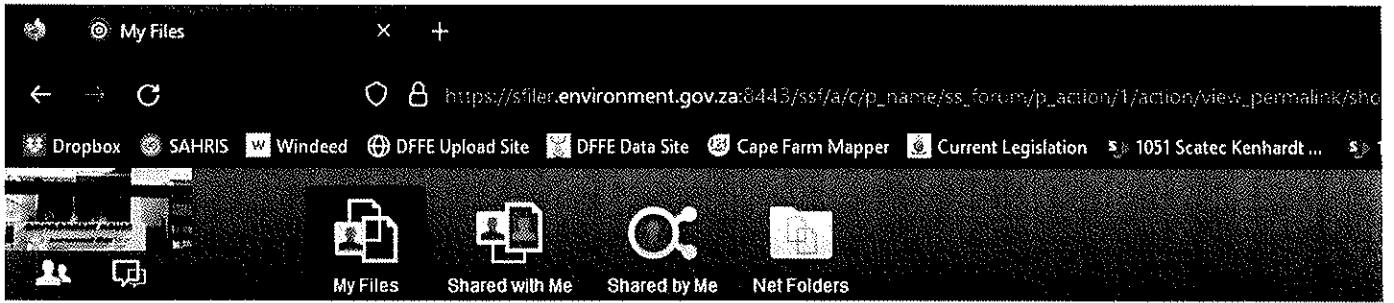 My Files
https://sfiler.environment.gov.za:8443/ssf/a/c/p_name/ss_forum/p_action/1/action/view_permalink/sho
Dropbox SAHRIS W Windeed DFFE Upload Site DFFE Data Site Cape Farm Mapper Current Legislation S 1051 Scatec Kenhardt ... S 1
My Files Shared with Me Shared by Me Net Folders